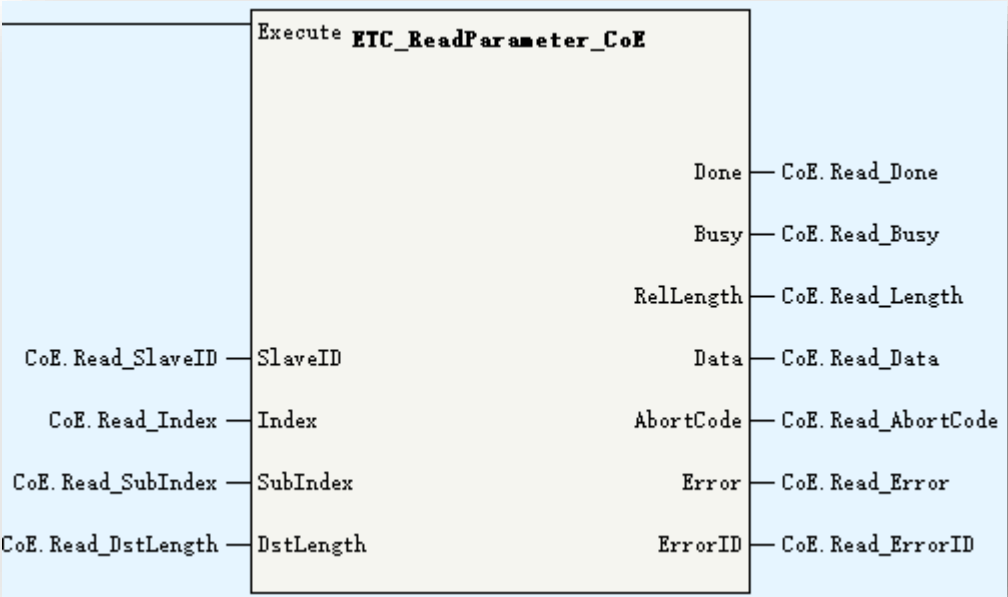 Execute ETC_ReadParameter_CoE
Done CoE.Read_Done
Busy CoE.Read_Busy
RelLength CoE.Read_Length
CoE.Read_SlaveID SlaveID Data CoE.Read_Data
CoE.Read_Index Index AbortCode CoE.Read_AbortCode
CoE.Read_SubIndex SubIndex Error CoE.Read_Error
CoE.Read_DstLength DstLength ErrorID CoE.Read_ErrorID